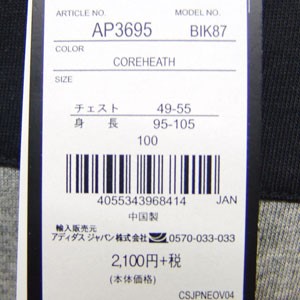 ARTICLE NO. MODEL NO.
AP3695 BIK87
COLOR
COREHEATH
SIZE
チェスト 49-55
身 長 95-105
100
4055343968414 JAN
中国製
輸入販売元
アディダス ジャパン株式会社 0570-033-033
2,100円+税
(本体価格)
CSJPNEOV04